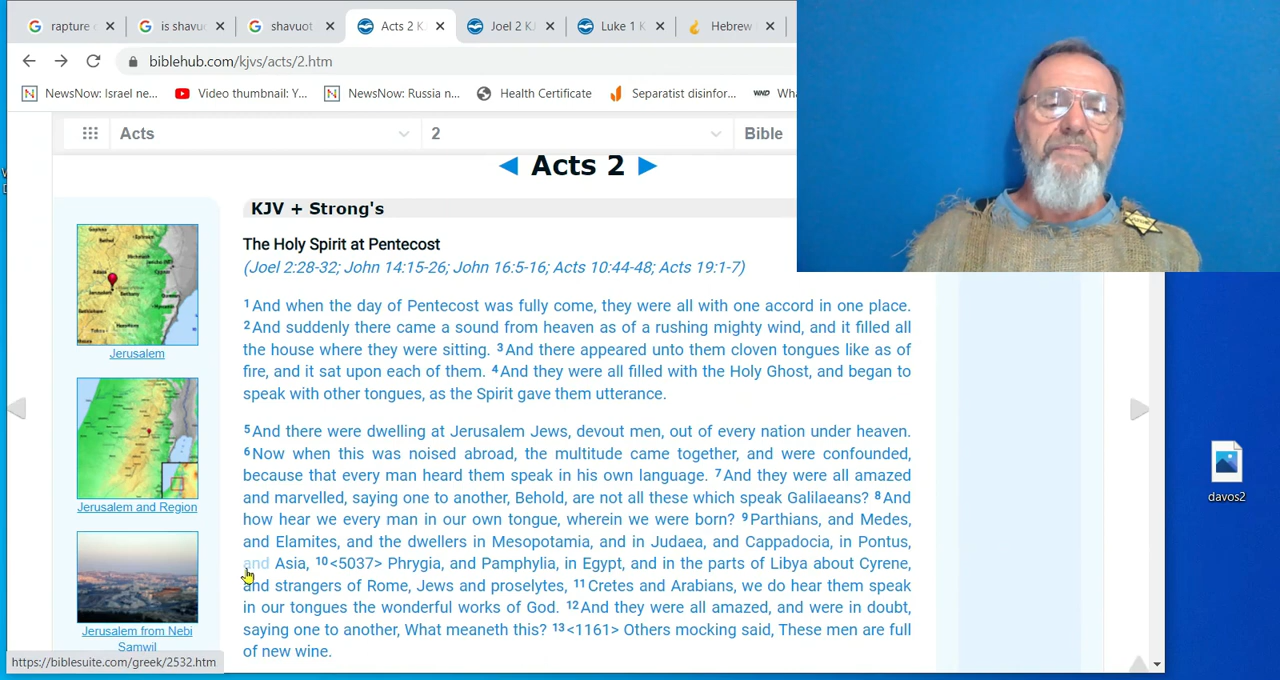 rapture
is shavu
shavuot
Acts 2 K
Joel 2 KJ
Luke 1 K
Hebrew
biblehub.com/kjvs/acts/2.htm
NewsNow: Israel ne...
Video thumbnail: Y...
NewsNow: Russia n...
Health Certificate
Separatist disinfor...
WND
Wha
Acts
2
Bible
Acts 2
KJV + Strong's
The Holy Spirit at Pentecost
(Joel 2:28-32; John 14:15-26; John 16:5-16; Acts 10:44-48; Acts 19:1-7)
1 And when the day of Pentecost was fully come, they were all with one accord in one place.
2 And suddenly there came a sound from heaven as of a rushing mighty wind, and it filled all
the house where they were sitting. 3 And there appeared unto them cloven tongues like as of
fire, and it sat upon each of them. 4 And they were all filled with the Holy Ghost, and began to
speak with other tongues, as the Spirit gave them utterance.
5 And there were dwelling at Jerusalem Jews, devout men, out of every nation under heaven.
6 Now when this was noised abroad, the multitude came together, and were confounded,
because that every man heard them speak in his own language. 7 And they were all amazed
and marvelled, saying one to another, Behold, are not all these which speak Galilaeans? 8 And
how hear we every man in our own tongue, wherein we were born? 9 Parthians, and Medes,
and Elamites, and the dwellers in Mesopotamia, and in Judaea, and Cappadocia, in Pontus,
and Asia, 10 <5037> Phrygia, and Pamphylia, in Egypt, and in the parts of Libya about Cyrene,
and strangers of Rome, Jews and proselytes, 11 Cretes and Arabians, we do hear them speak
in our tongues the wonderful works of God. 12 And they were all amazed, and were in doubt,
saying one to another, What meaneth this? 13 <1161> Others mocking said, These men are full
of new wine.
Jerusalem
Jerusalem and Region
Jerusalem from Nebi
Samwil
https://biblesuite.com/greek/2532.htm
davos2